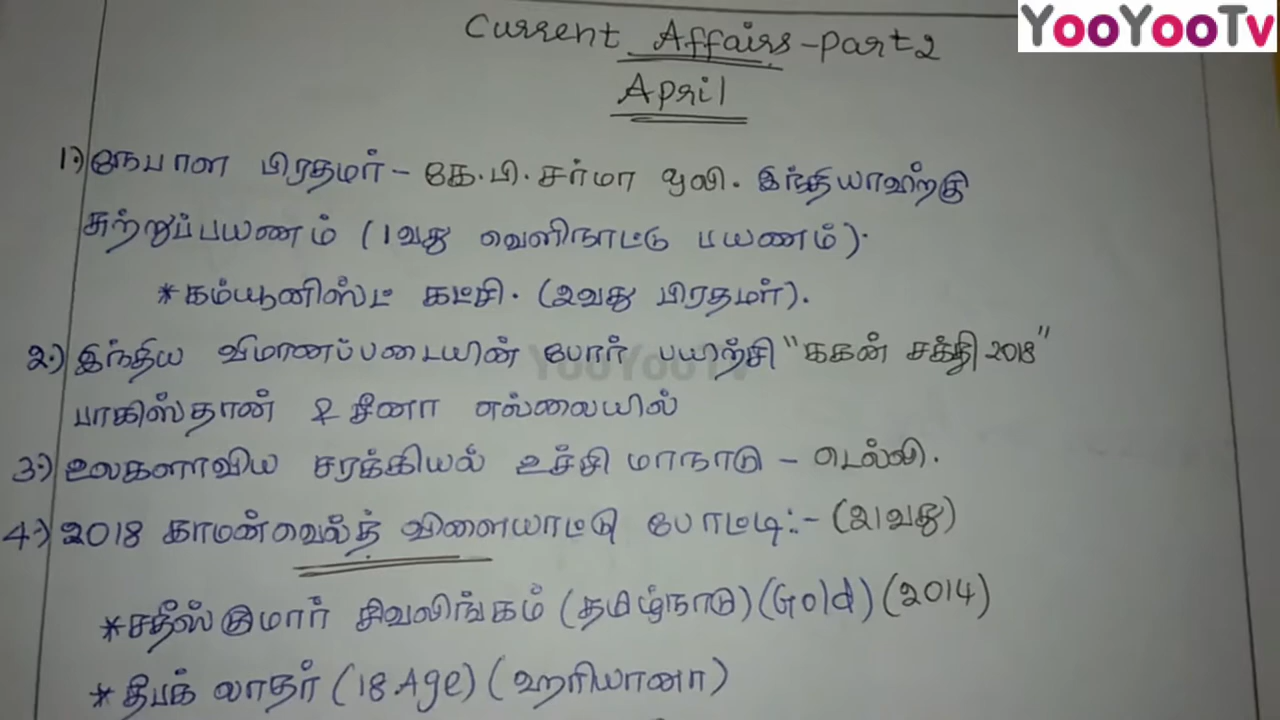 YooYooTv
Current Affairs - Part 2
April
1.) நேபாள பிரதமர் - கே.பி.சர்மா ஒலி. இந்தியாவிற்கு
சுற்றுப்பயணம் (1வது வெளிநாட்டு பயணம்).
*கம்யூனிஸ்ட் கட்சி. (2வது பிரதமர்).
2.) இந்திய விமானப்படையின் போர் பயிற்சி "ககன் சக்தி 2018"
YooYooTv
பாகிஸ்தான் & சீனா எல்லையில்
3.) உலகளாவிய சரக்கியல் உச்சி மாநாடு - டெல்லி.
4.) 2018 காமன்வெல்த் விளையாட்டு போட்டி:- (21வது)
*சதீஸ்குமார் சிவலிங்கம் (தமிழ்நாடு) (Gold) (2014)
*தீபக் லாதர் (18 Age) (ஹரியானா)